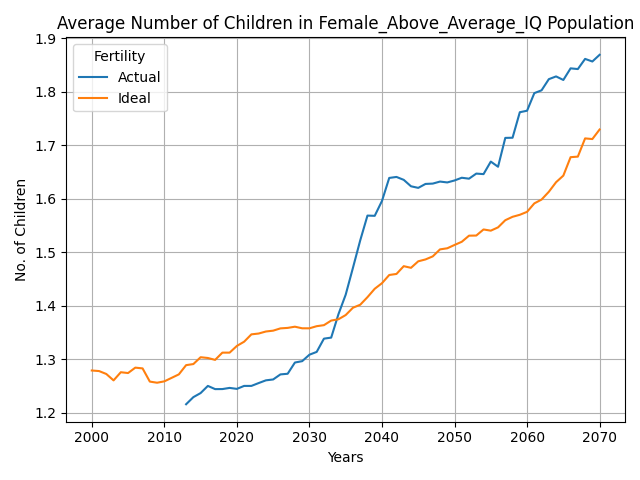 Average Number of Children in Female_Above_Average_IQ Population
1.9
1.8
1.7
1.6
1.5
1.4
1.3
1.2
No. of Children
Fertility
Actual
Ideal
2000 2010 2020 2030 2040 2050 2060 2070
Years